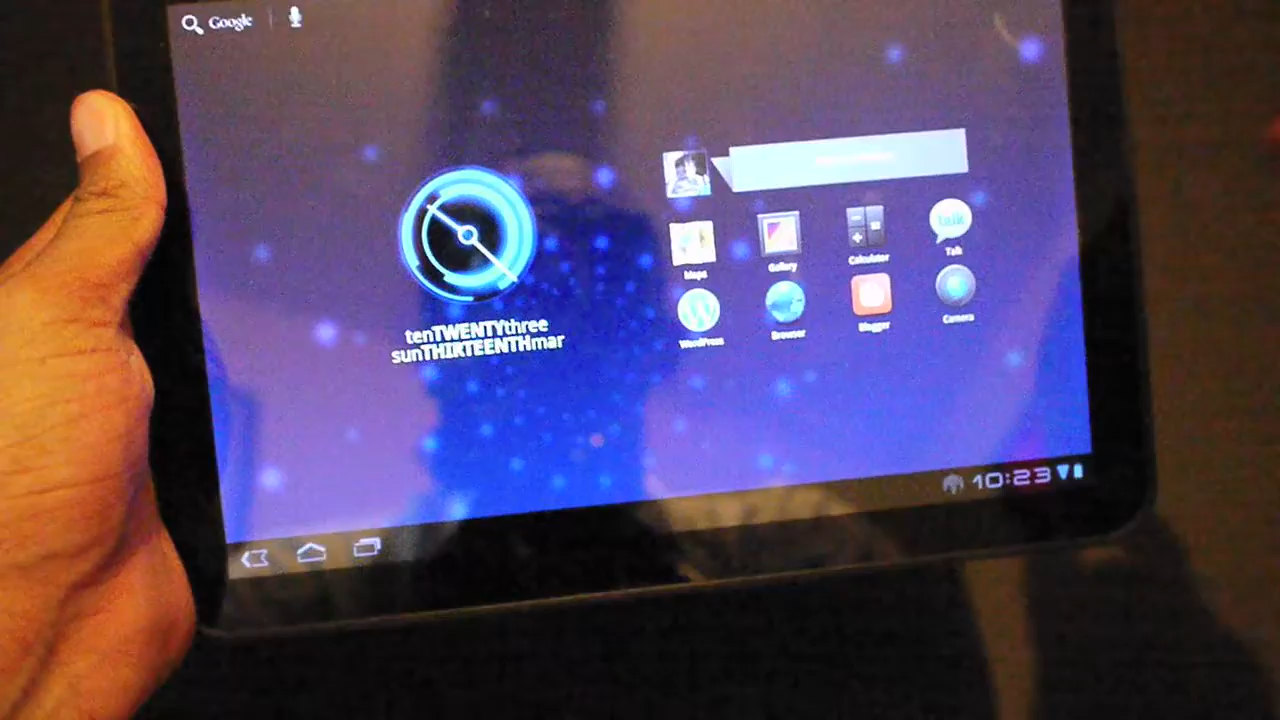 Google
tenTWENTYthree
sunTHIRTEENTHmar
talk
Maps
Gallery
Calculator
Talk
WordPress
Browser
Blogger
Camera
10:23